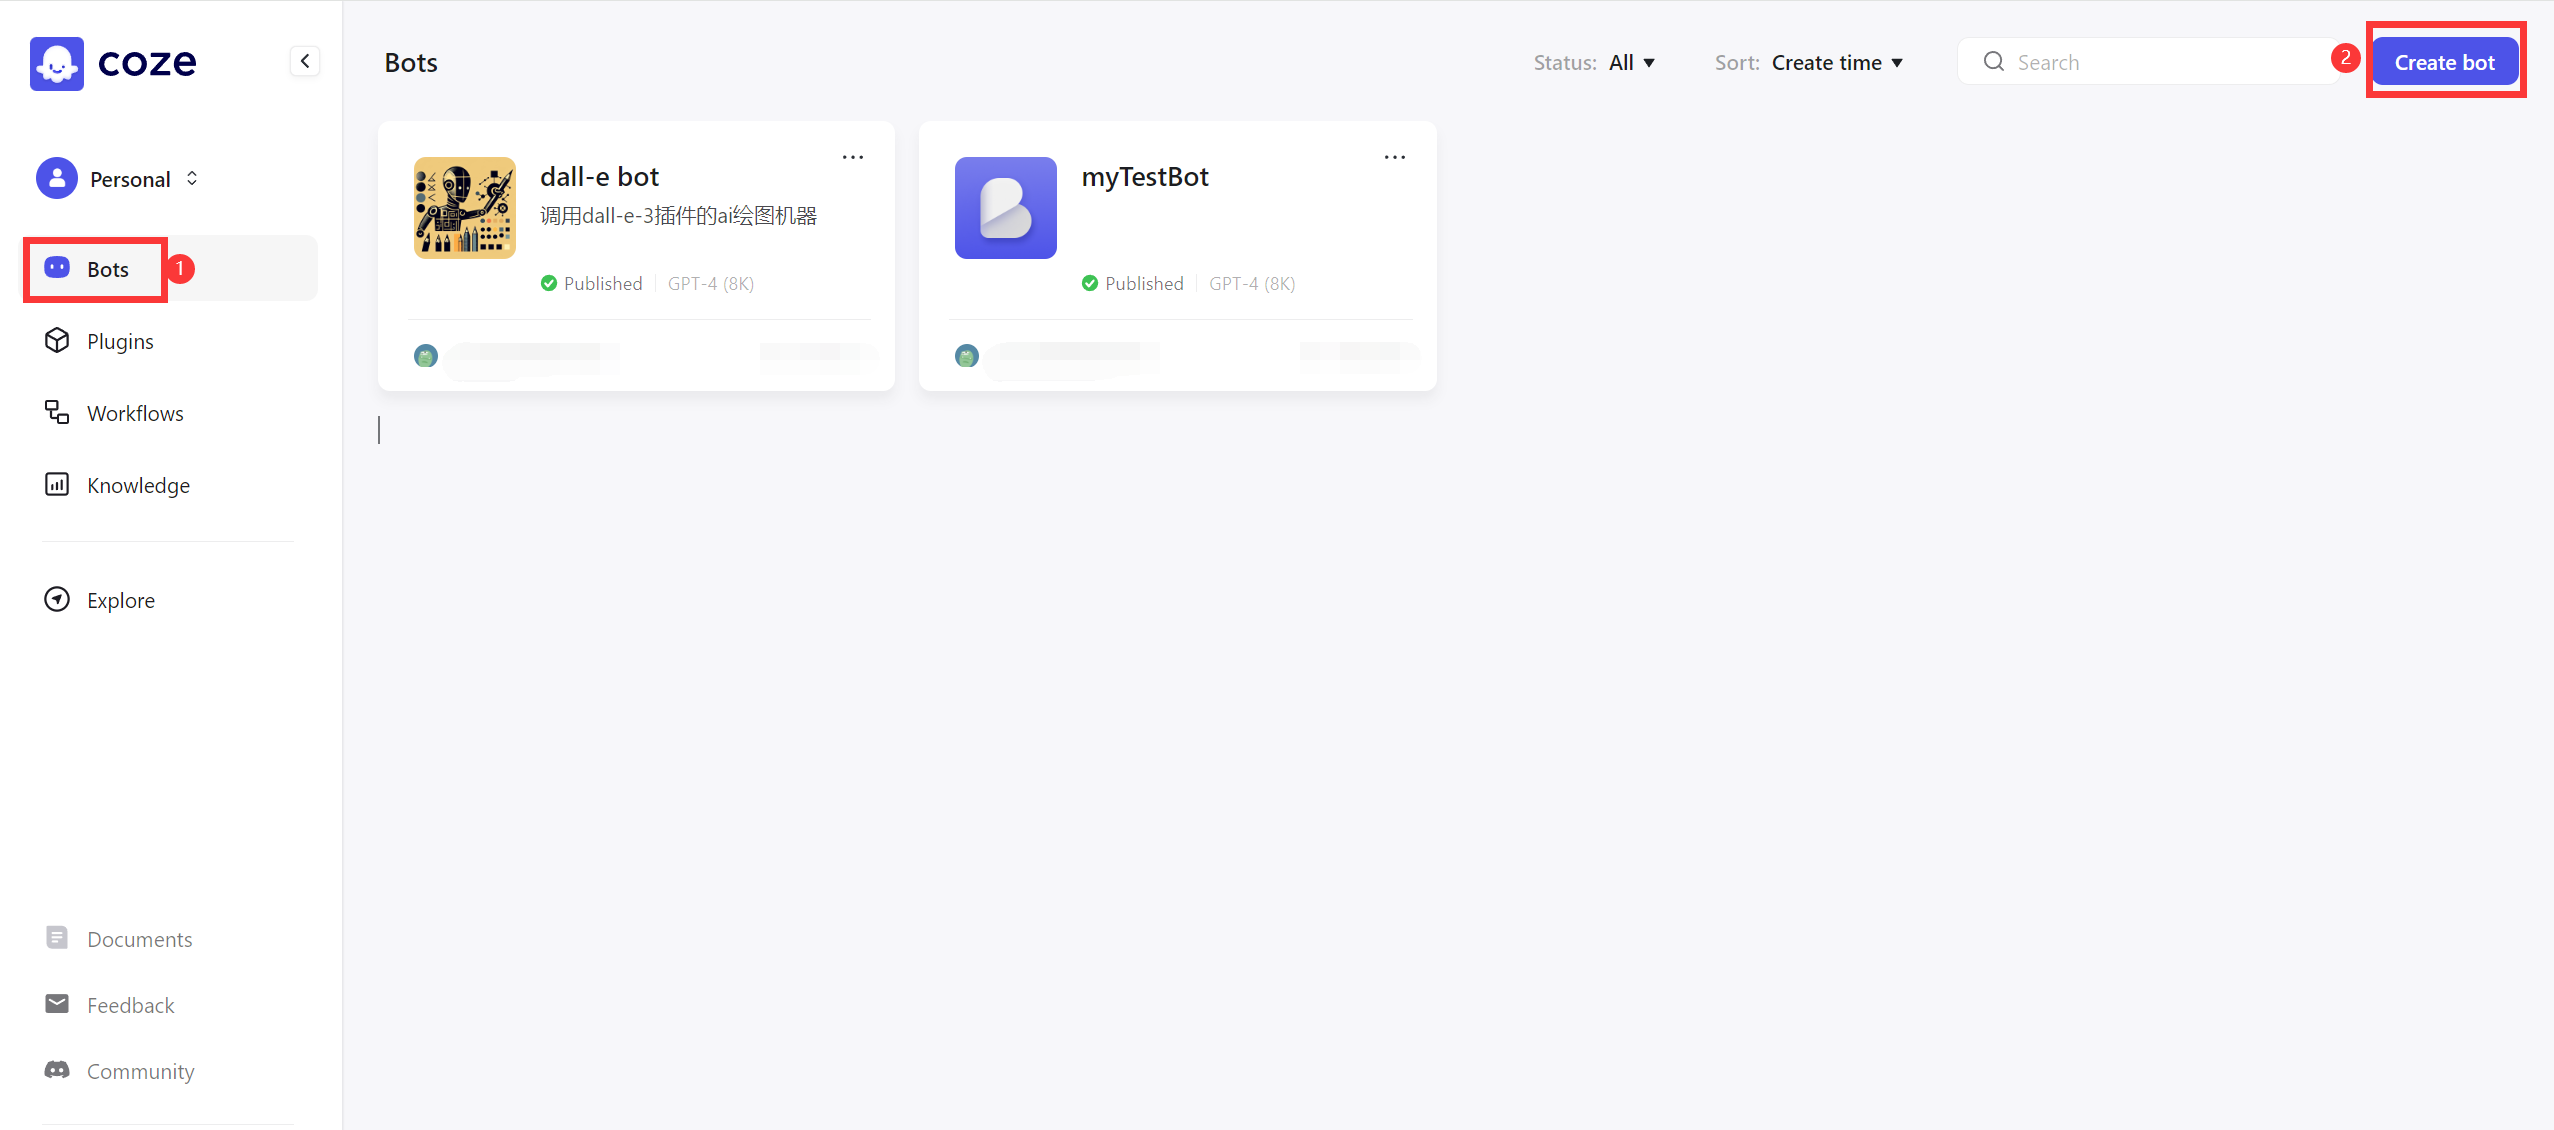 coze
Personal
Bots
1
Plugins
Workflows
Knowledge
Explore
Documents
Feedback
Community
Bots
Status: All
Sort: Create time
Search
2
Create bot
dall-e bot
调用dall-e-3插件的ai绘图机器
Published
GPT-4 (8K)
myTestBot
Published
GPT-4 (8K)